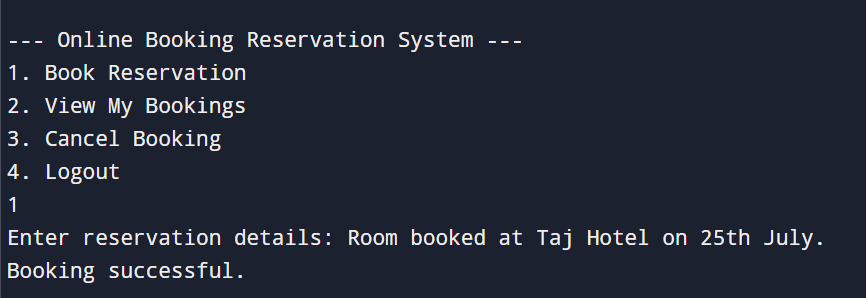 --- Online Booking Reservation System ---
1. Book Reservation
2. View My Bookings
3. Cancel Booking
4. Logout
1
Enter reservation details: Room booked at Taj Hotel on 25th July.
Booking successful.